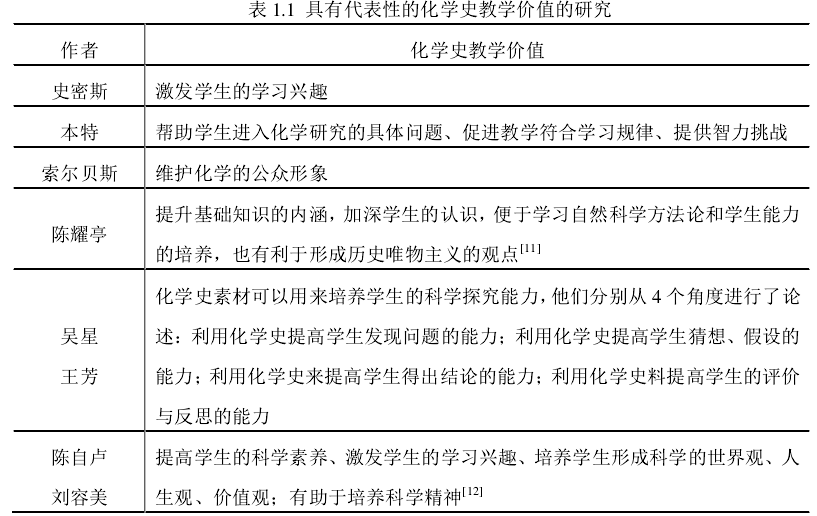 表 1.1 具有代表性的化学史教学价值的研究
作者 化学史教学价值
史密斯 激发学生的学习兴趣
本特 帮助学生进入化学研究的具体问题、促进教学符合学习规律、提供智力挑战
索尔贝斯 维护化学的公众形象
陈耀亭
提升基础知识的内涵，加深学生的认识，便于学习自然科学方法论和学生能力
的培养，也有利于形成历史唯物主义的观点[11]
吴星
王芳
化学史素材可以用来培养学生的科学探究能力，他们分别从 4 个角度进行了论
述：利用化学史提高学生发现问题的能力；利用化学史提高学生猜想、假设的
能力；利用化学史来提高学生得出结论的能力；利用化学史料提高学生的评价
与反思的能力
陈自卢
刘容美
提高学生的科学素养、激发学生的学习兴趣、培养学生形成科学的世界观、人
生观、价值观；有助于培养科学精神[12]